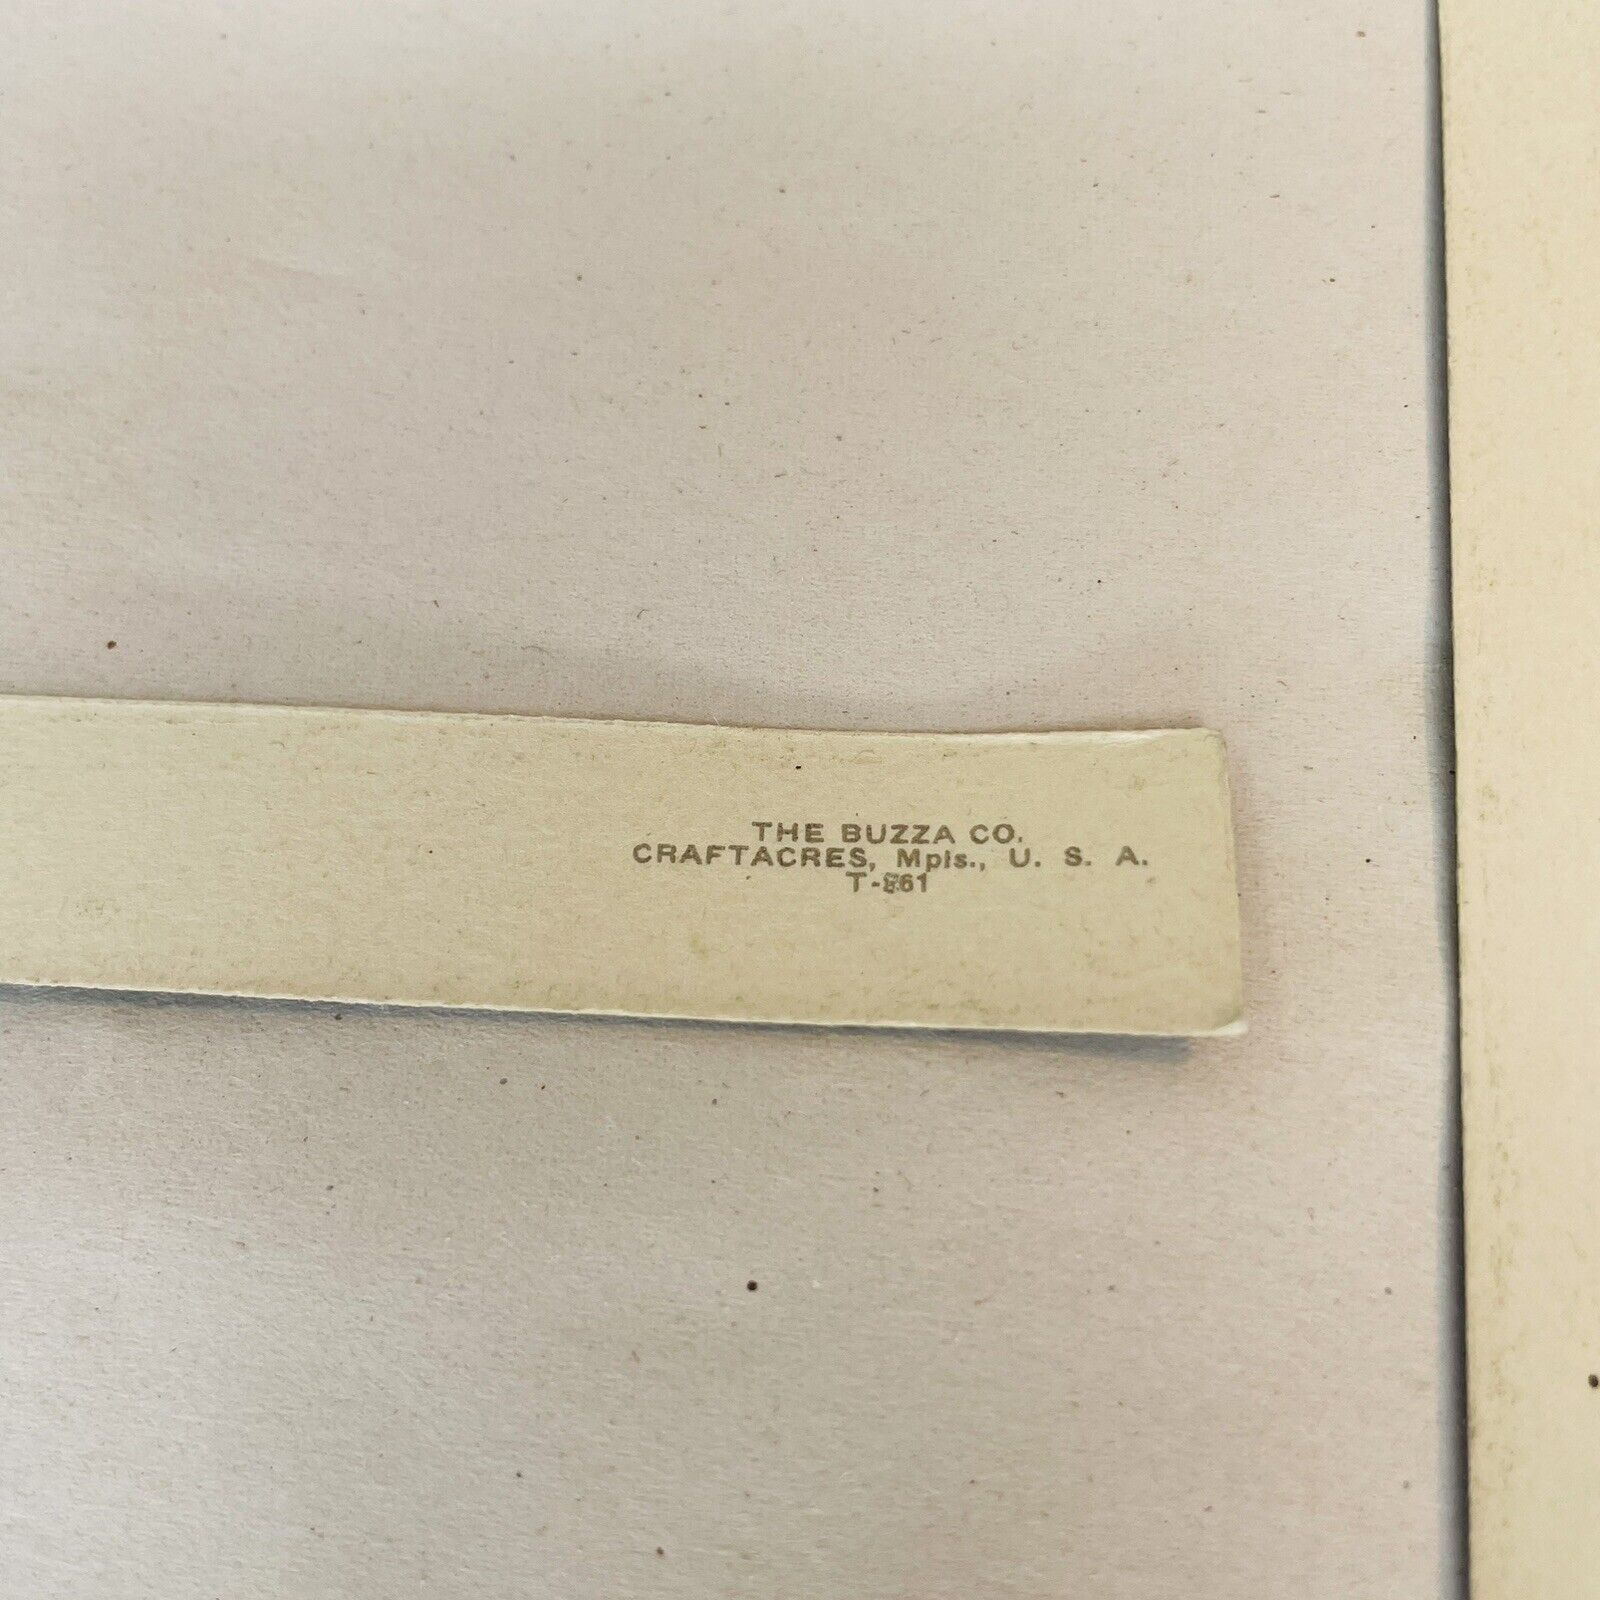 THE BUZZA CO.
CRAFTACRES, Mpls., U. S. A.